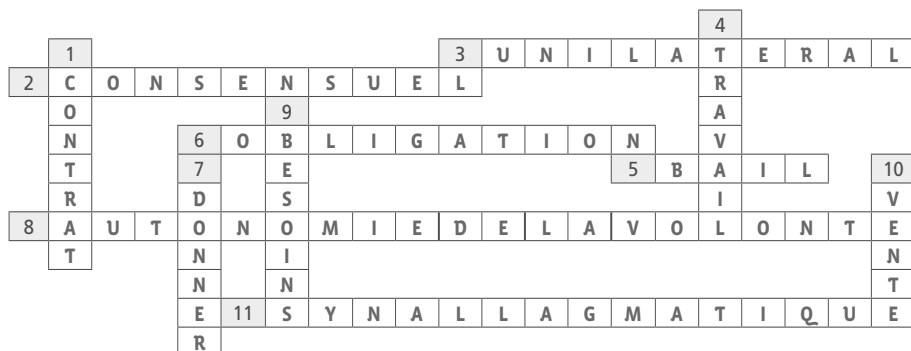 4
1 3 U N I L A T E R A L
2 C O N S E N S U E L R
O 9 A
N 6 O B L I G A T I O N V
T 7 E 5 B A I L 10
R D S I V
8 A U T O N O M I E D E L A V O L O N T E
T N I N
N N T
E 11 S Y N A L L A G M A T I Q U E
R